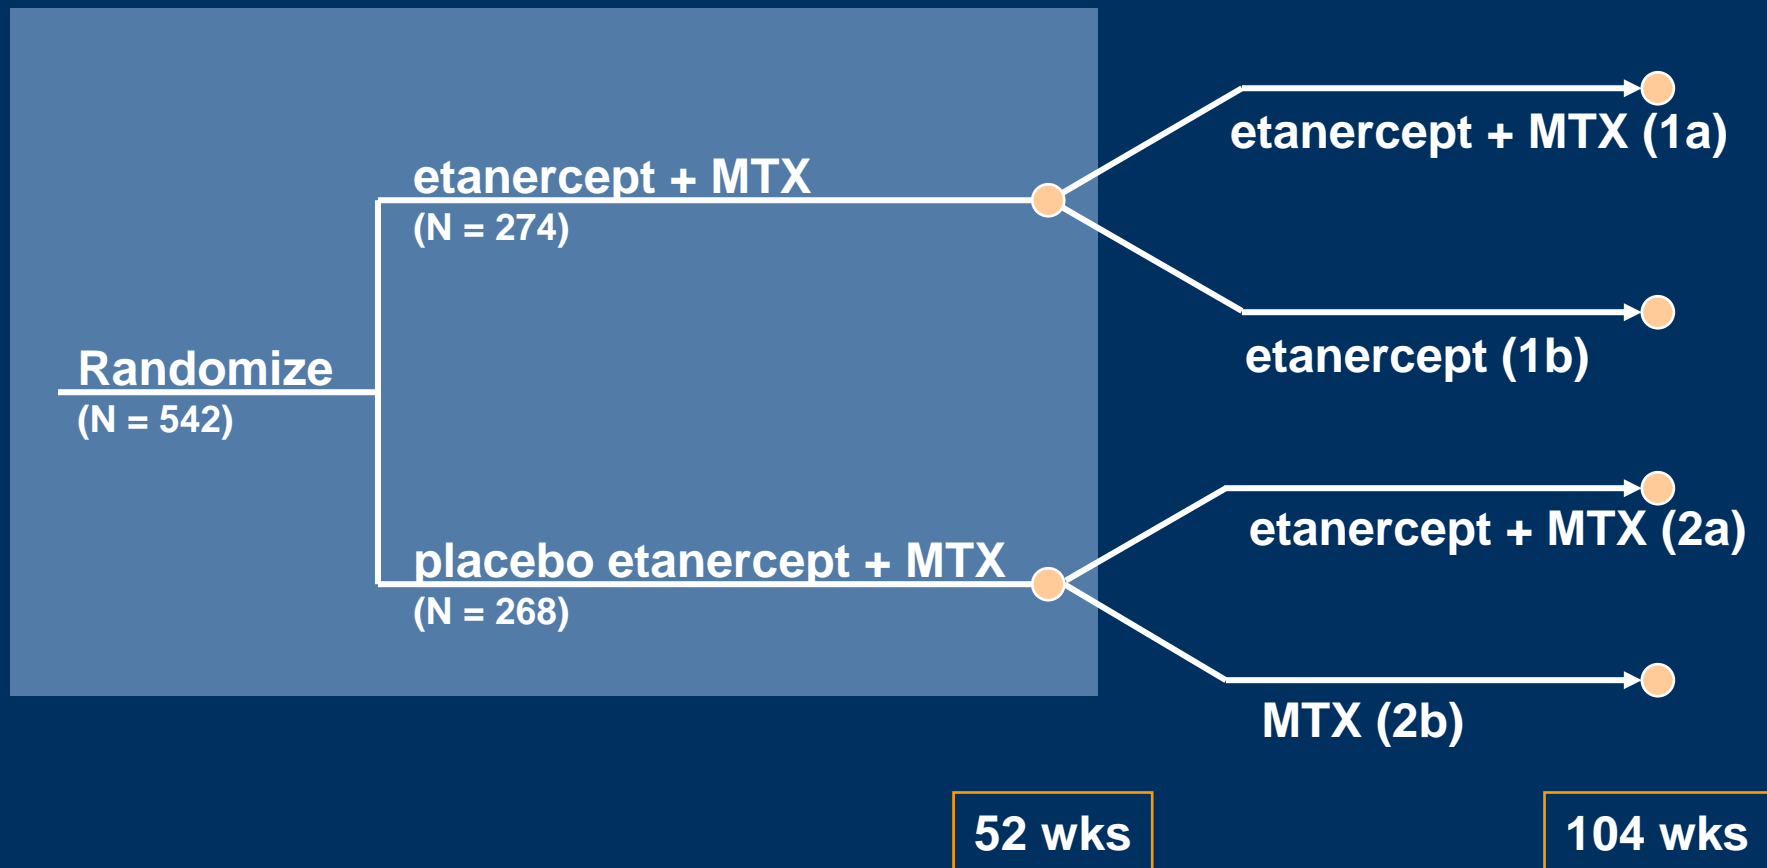 etanercept + MTX (1a)
etanercept + MTX
(N = 274)
etanercept (1b)
Randomize
(N = 542)
etanercept + MTX (2a)
placebo etanercept + MTX
(N = 268)
MTX (2b)
52 wks
104 wks